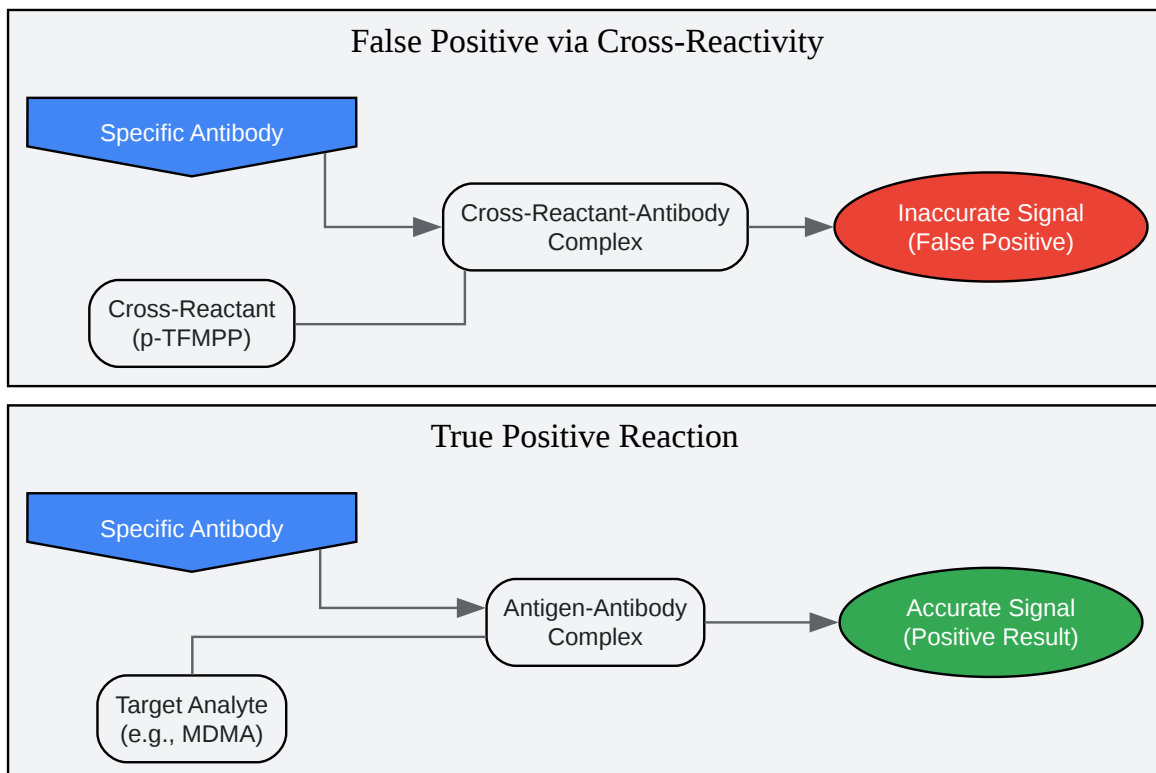 False Positive via Cross-Reactivity
Specific Antibody
Cross-Reactant-Antibody
Complex
Inaccurate Signal
(False Positive)
Cross-Reactant
(p-TFMPP)
True Positive Reaction
Specific Antibody
Antigen-Antibody
Complex
Accurate Signal
(Positive Result)
Target Analyte
(e.g., MDMA)